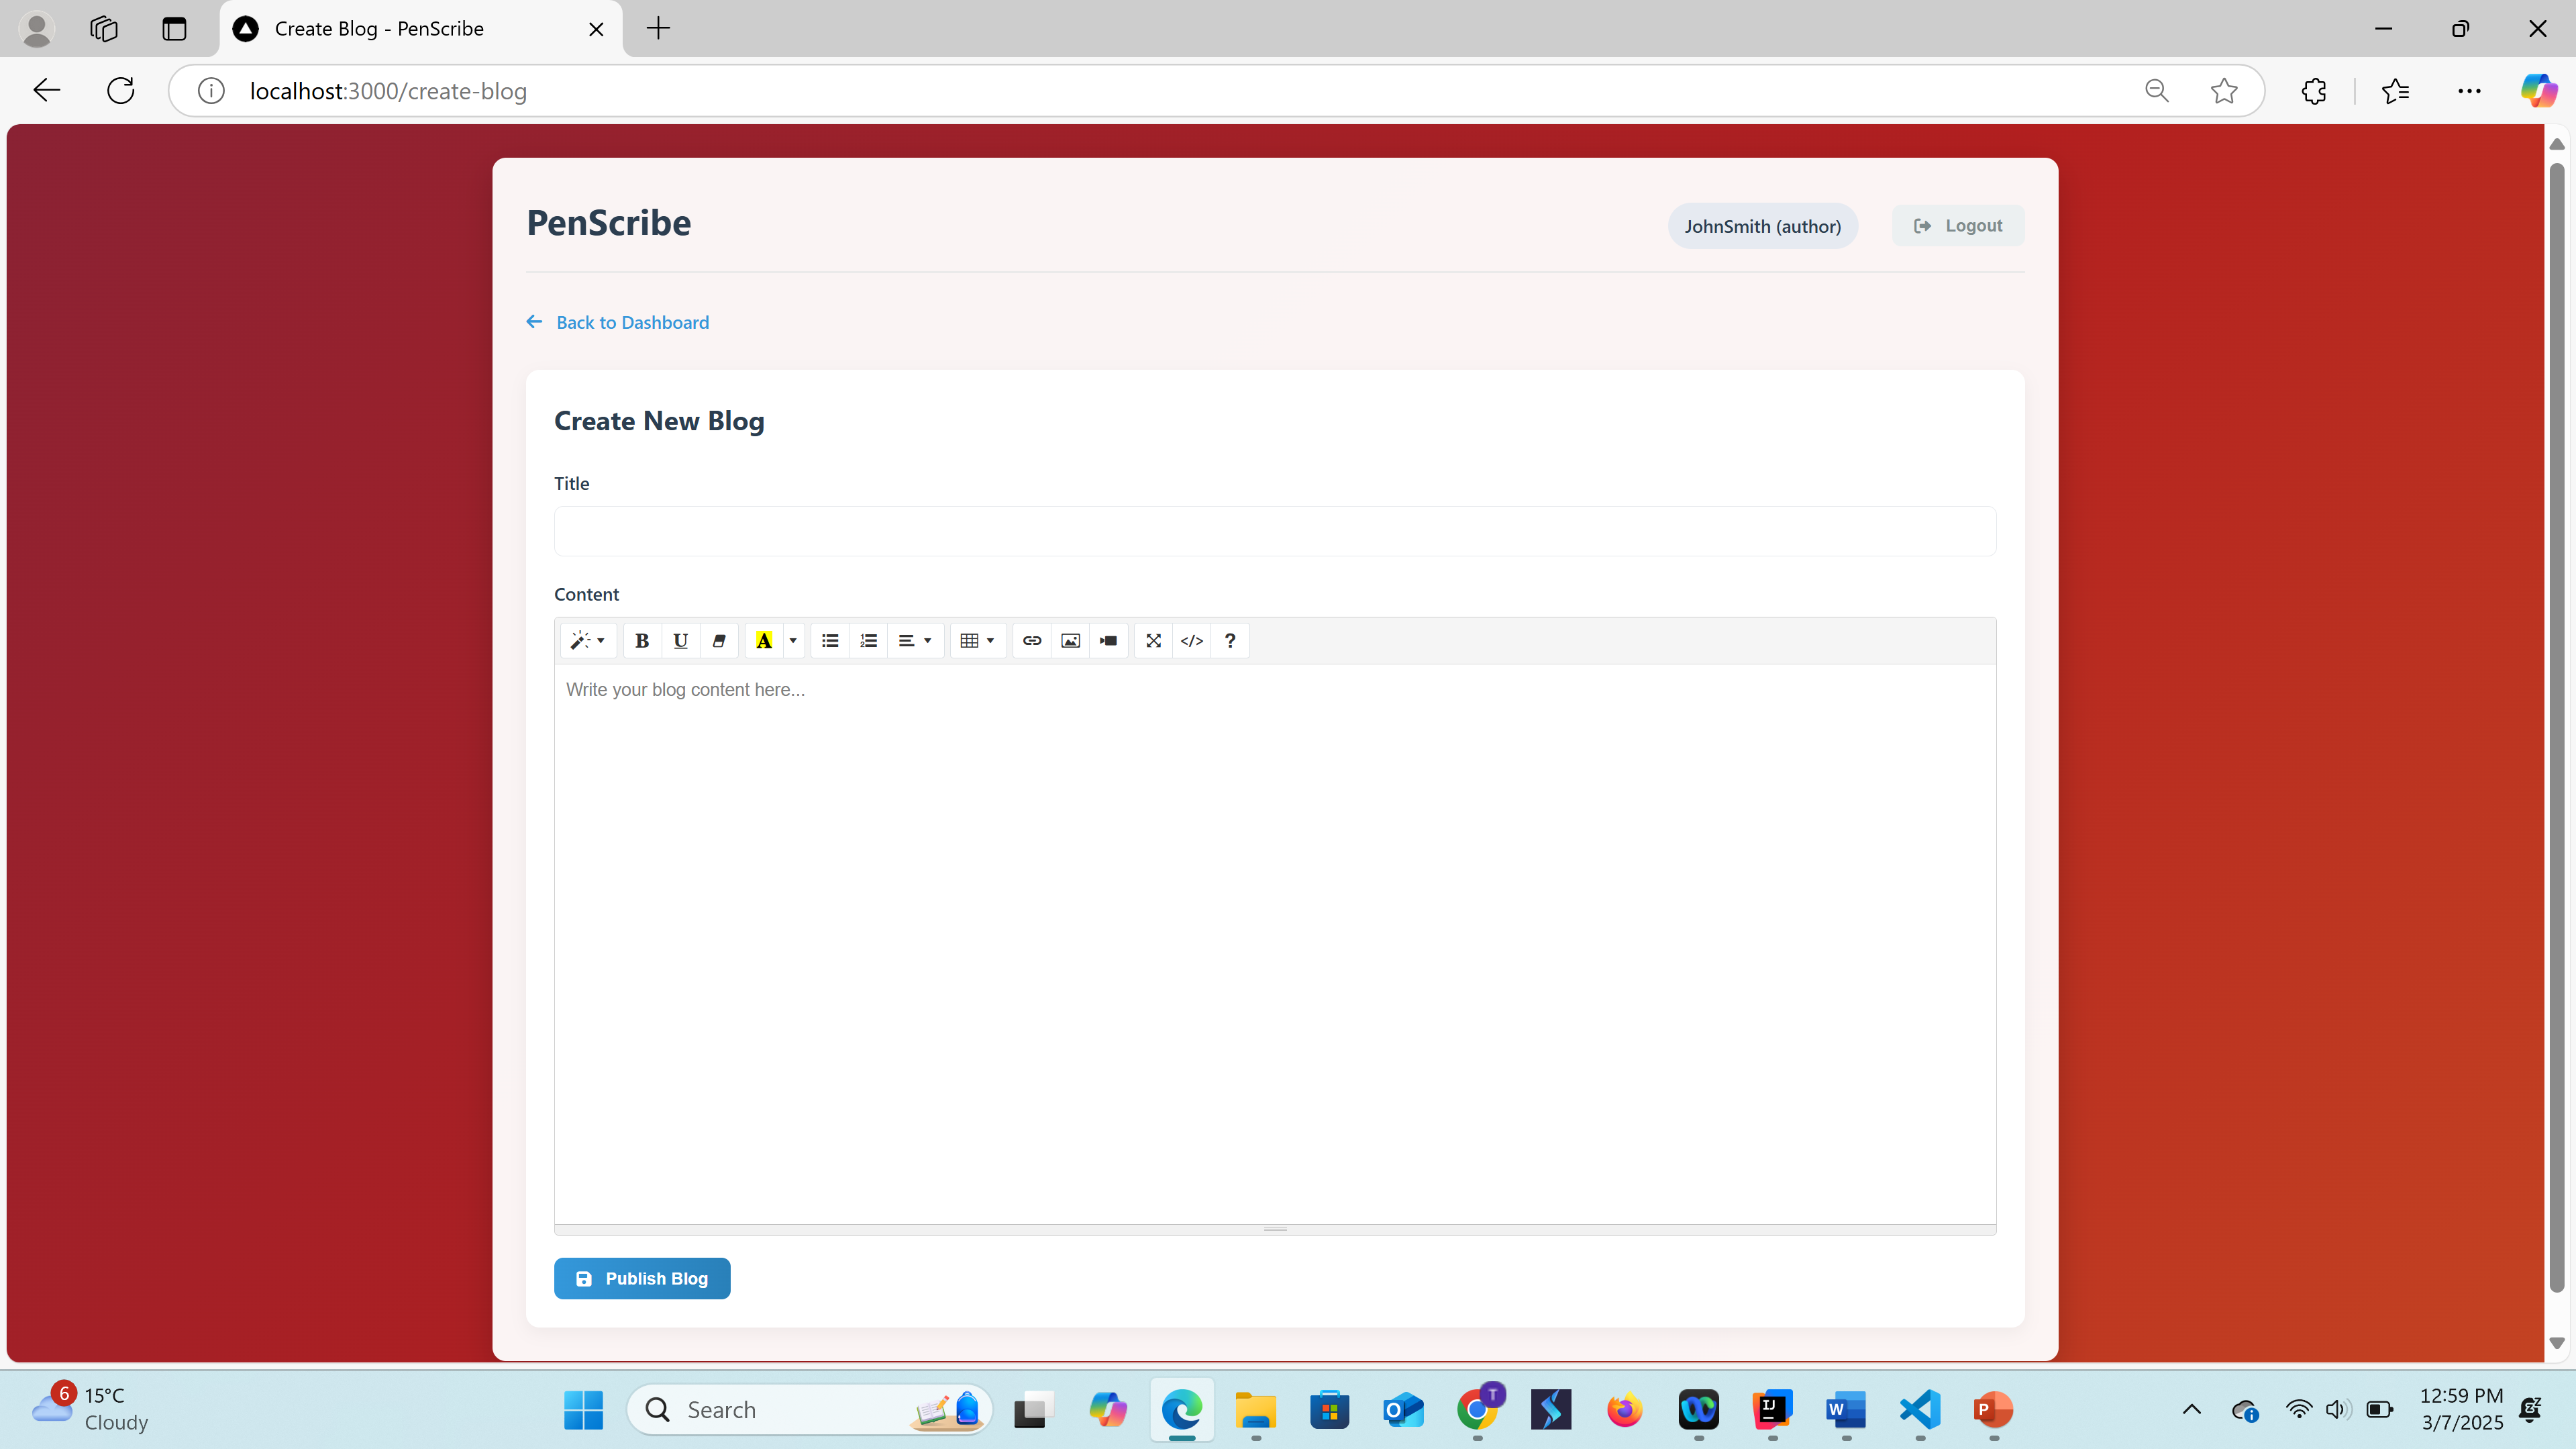 Create Blog - PenScribe
localhost:3000/create-blog
PenScribe
JohnSmith (author)
Logout
Back to Dashboard
Create New Blog
Title
Content
B U A </> ?
Write your blog content here...
Publish Blog
6
15°C
Cloudy
Search
T
IJ
W
P
12:59 PM
3/7/2025